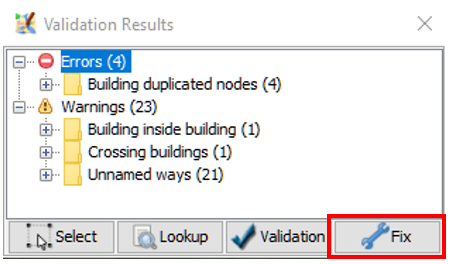 Validation Results
Errors (4)
Building duplicated nodes (4)
Warnings (23)
Building inside building (1)
Crossing buildings (1)
Unnamed ways (21)
Select Lookup Validation Fix